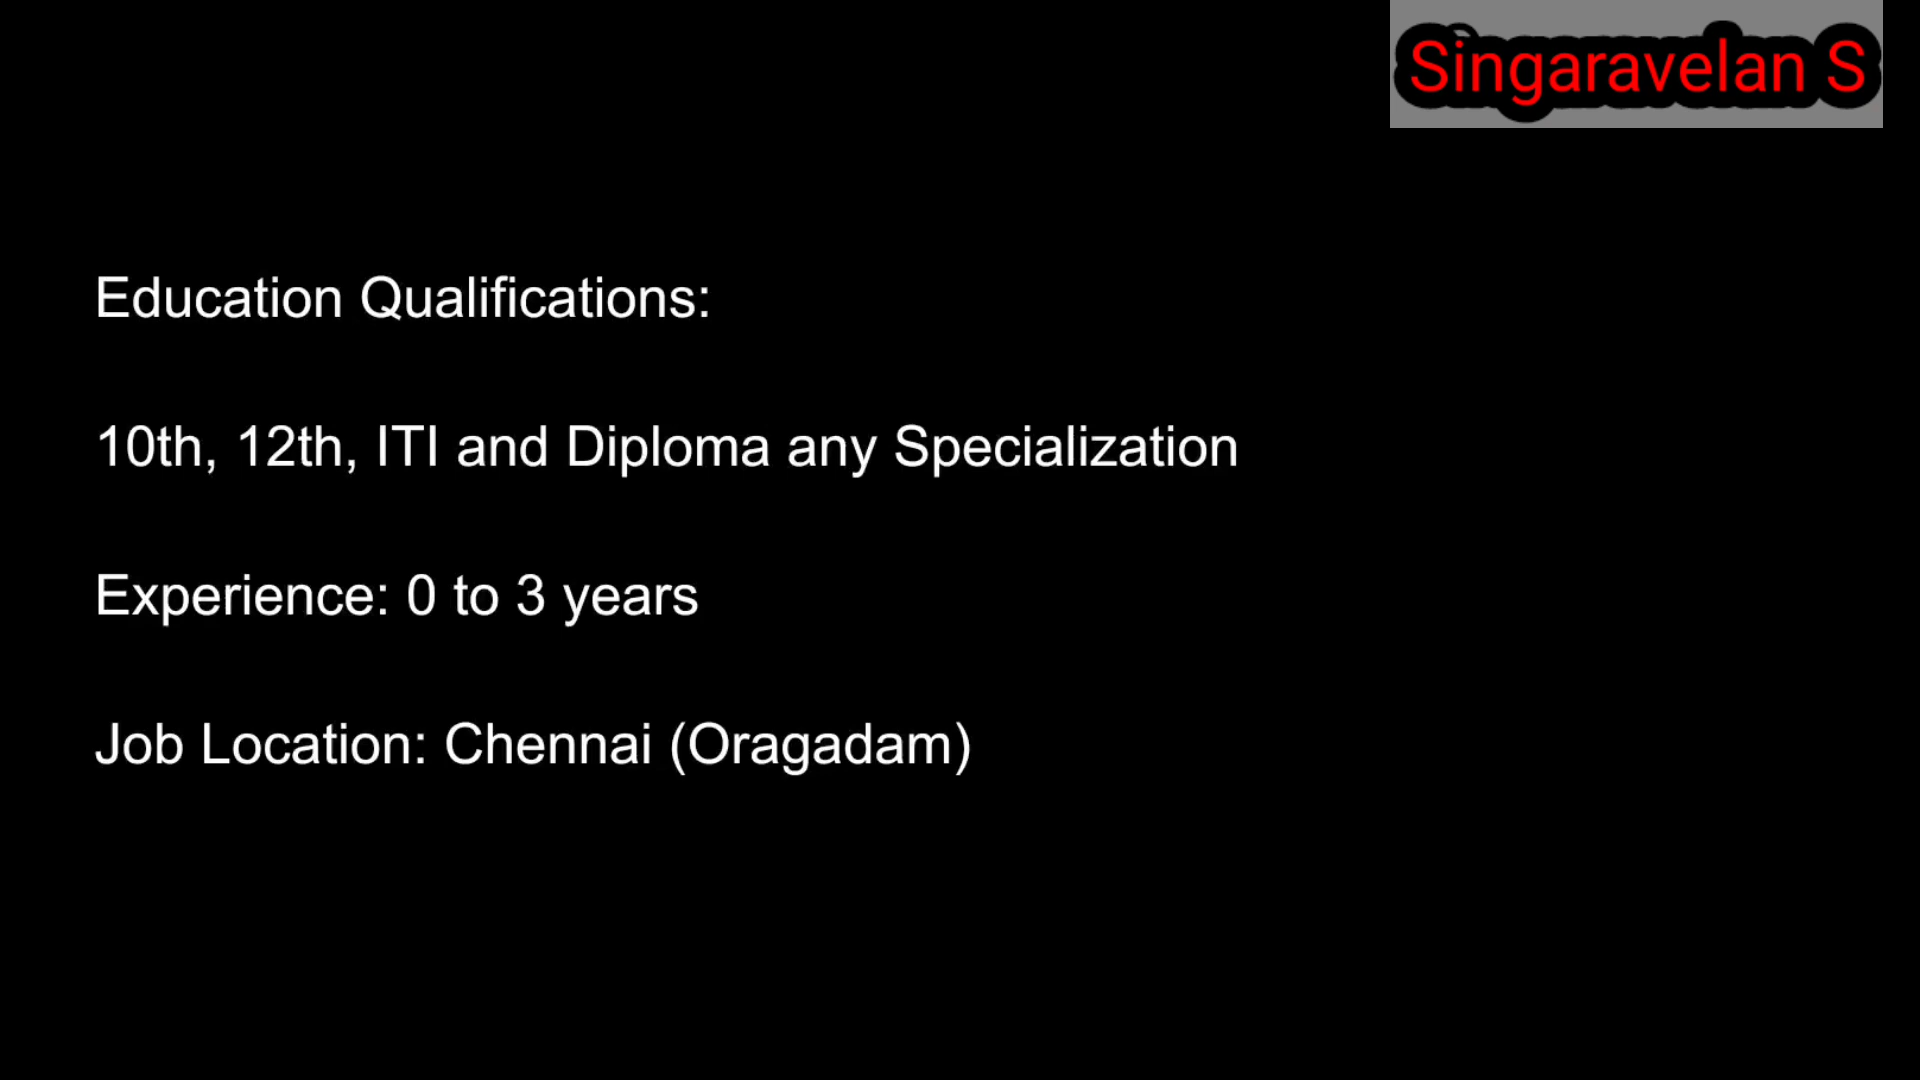 Singaravelan S
Education Qualifications:
10th, 12th, ITI and Diploma any Specialization
Experience: 0 to 3 years
Job Location: Chennai (Oragadam)